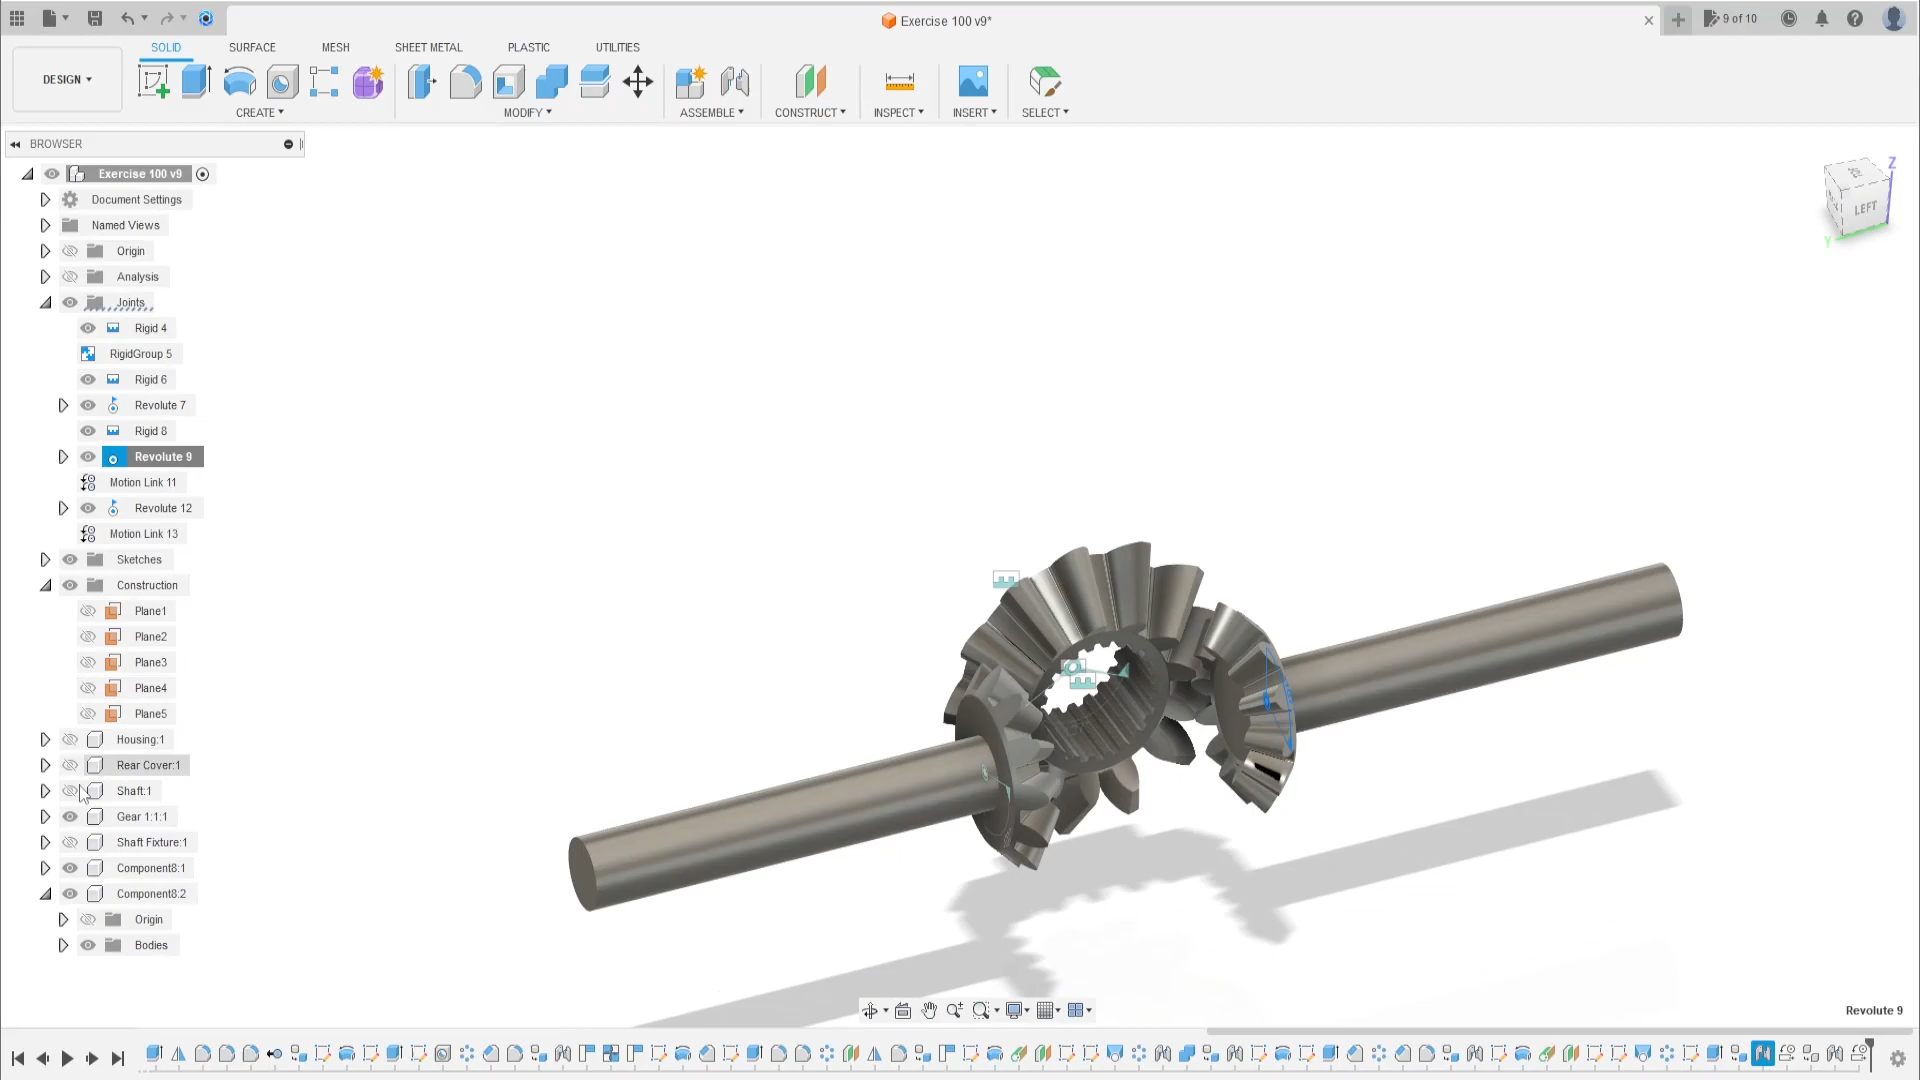 Exercise 100 v9*
9 of 10
DESIGN
SOLID
SURFACE
MESH
SHEET METAL
PLASTIC
UTILITIES
CREATE
MODIFY
ASSEMBLE
CONSTRUCT
INSPECT
INSERT
SELECT
BROWSER
Exercise 100 v9
Document Settings
Named Views
Origin
Analysis
Joints
Rigid 4
RigidGroup 5
Rigid 6
Revolute 7
Rigid 8
Revolute 9
Motion Link 11
Revolute 12
Motion Link 13
Sketches
Construction
Plane1
Plane2
Plane3
Plane4
Plane5
Housing:1
Rear Cover:1
Shaft:1
Gear 1:1:1
Shaft Fixture:1
Component8:1
Component8:2
Origin
Bodies
Z
LEFT
Y
Revolute 9